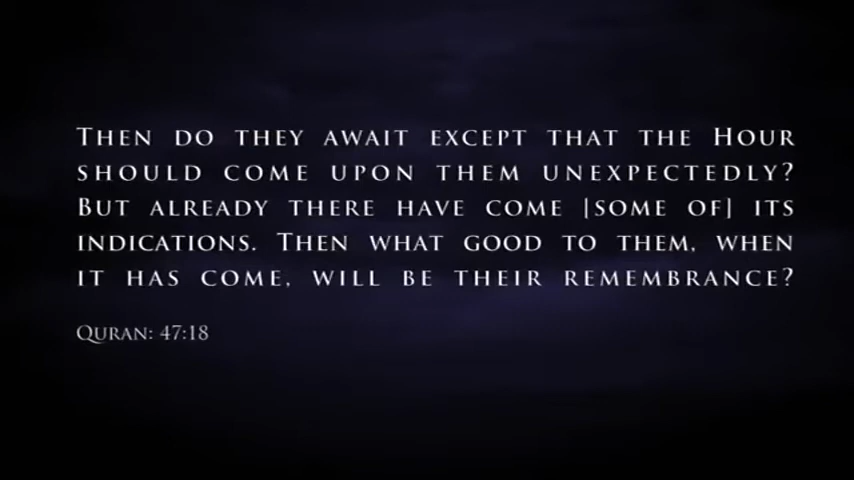 Then do they await except that the Hour
should come upon them unexpectedly?
But already there have come [some of] its
indications. Then what good to them, when
it has come, will be their remembrance?
Quran: 47:18